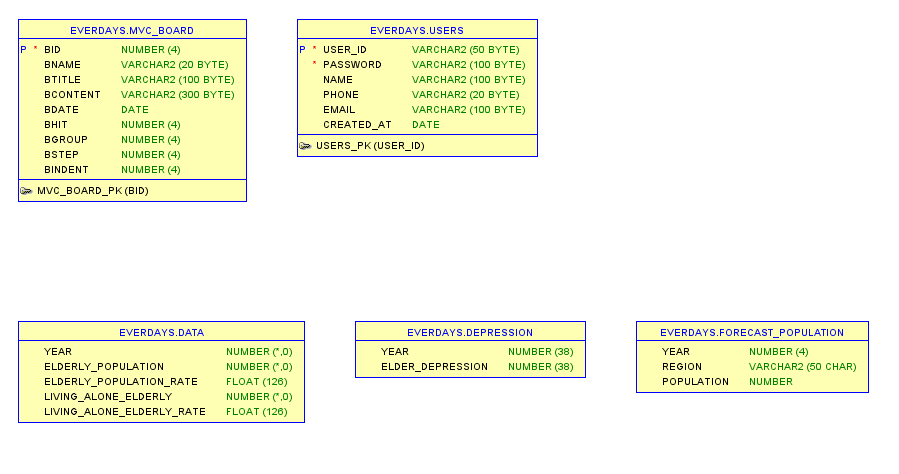 EVERDAYS.MVC_BOARD
P * BID NUMBER (4)
BNAME VARCHAR2 (20 BYTE)
BTITLE VARCHAR2 (100 BYTE)
BCONTENT VARCHAR2 (300 BYTE)
BDATE DATE
BHIT NUMBER (4)
BGROUP NUMBER (4)
BSTEP NUMBER (4)
BINDENT NUMBER (4)
MVC_BOARD_PK (BID)
EVERDAYS.USERS
P * USER_ID VARCHAR2 (50 BYTE)
* PASSWORD VARCHAR2 (100 BYTE)
NAME VARCHAR2 (100 BYTE)
PHONE VARCHAR2 (20 BYTE)
EMAIL VARCHAR2 (100 BYTE)
CREATED_AT DATE
USERS_PK (USER_ID)
EVERDAYS.DATA
YEAR NUMBER (*,0)
ELDERLY_POPULATION NUMBER (*,0)
ELDERLY_POPULATION_RATE FLOAT (126)
LIVING_ALONE_ELDERLY NUMBER (*,0)
LIVING_ALONE_ELDERLY_RATE FLOAT (126)
EVERDAYS.DEPRESSION
YEAR NUMBER (38)
ELDER_DEPRESSION NUMBER (38)
EVERDAYS.FORECAST_POPULATION
YEAR NUMBER (4)
REGION VARCHAR2 (50 CHAR)
POPULATION NUMBER